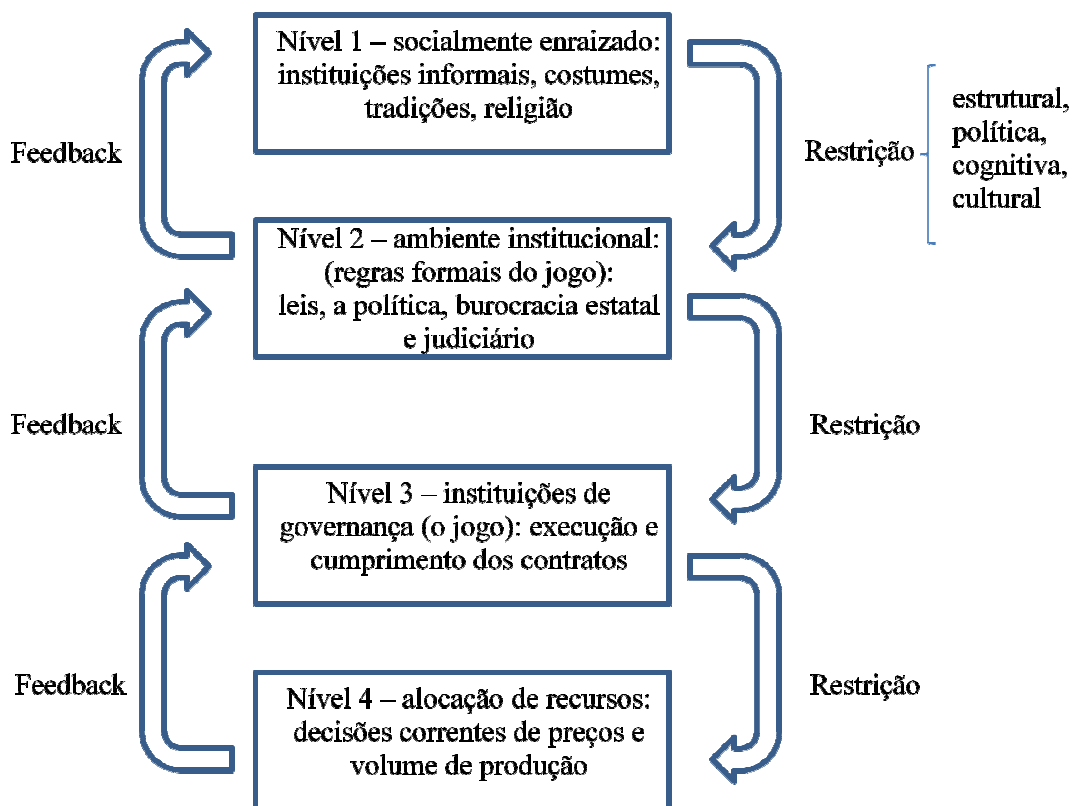 Nível 1 – socialmente enraizado:
instituições informais, costumes,
tradições, religião
Feedback
Restrição
estrutural,
política,
cognitiva,
cultural
Nível 2 – ambiente institucional:
(regras formais do jogo):
leis, a política, burocracia estatal
e judiciário
Feedback
Restrição
Nível 3 – instituições de
governança (o jogo): execução e
cumprimento dos contratos
Feedback
Restrição
Nível 4 – alocação de recursos:
decisões correntes de preços e
volume de produção